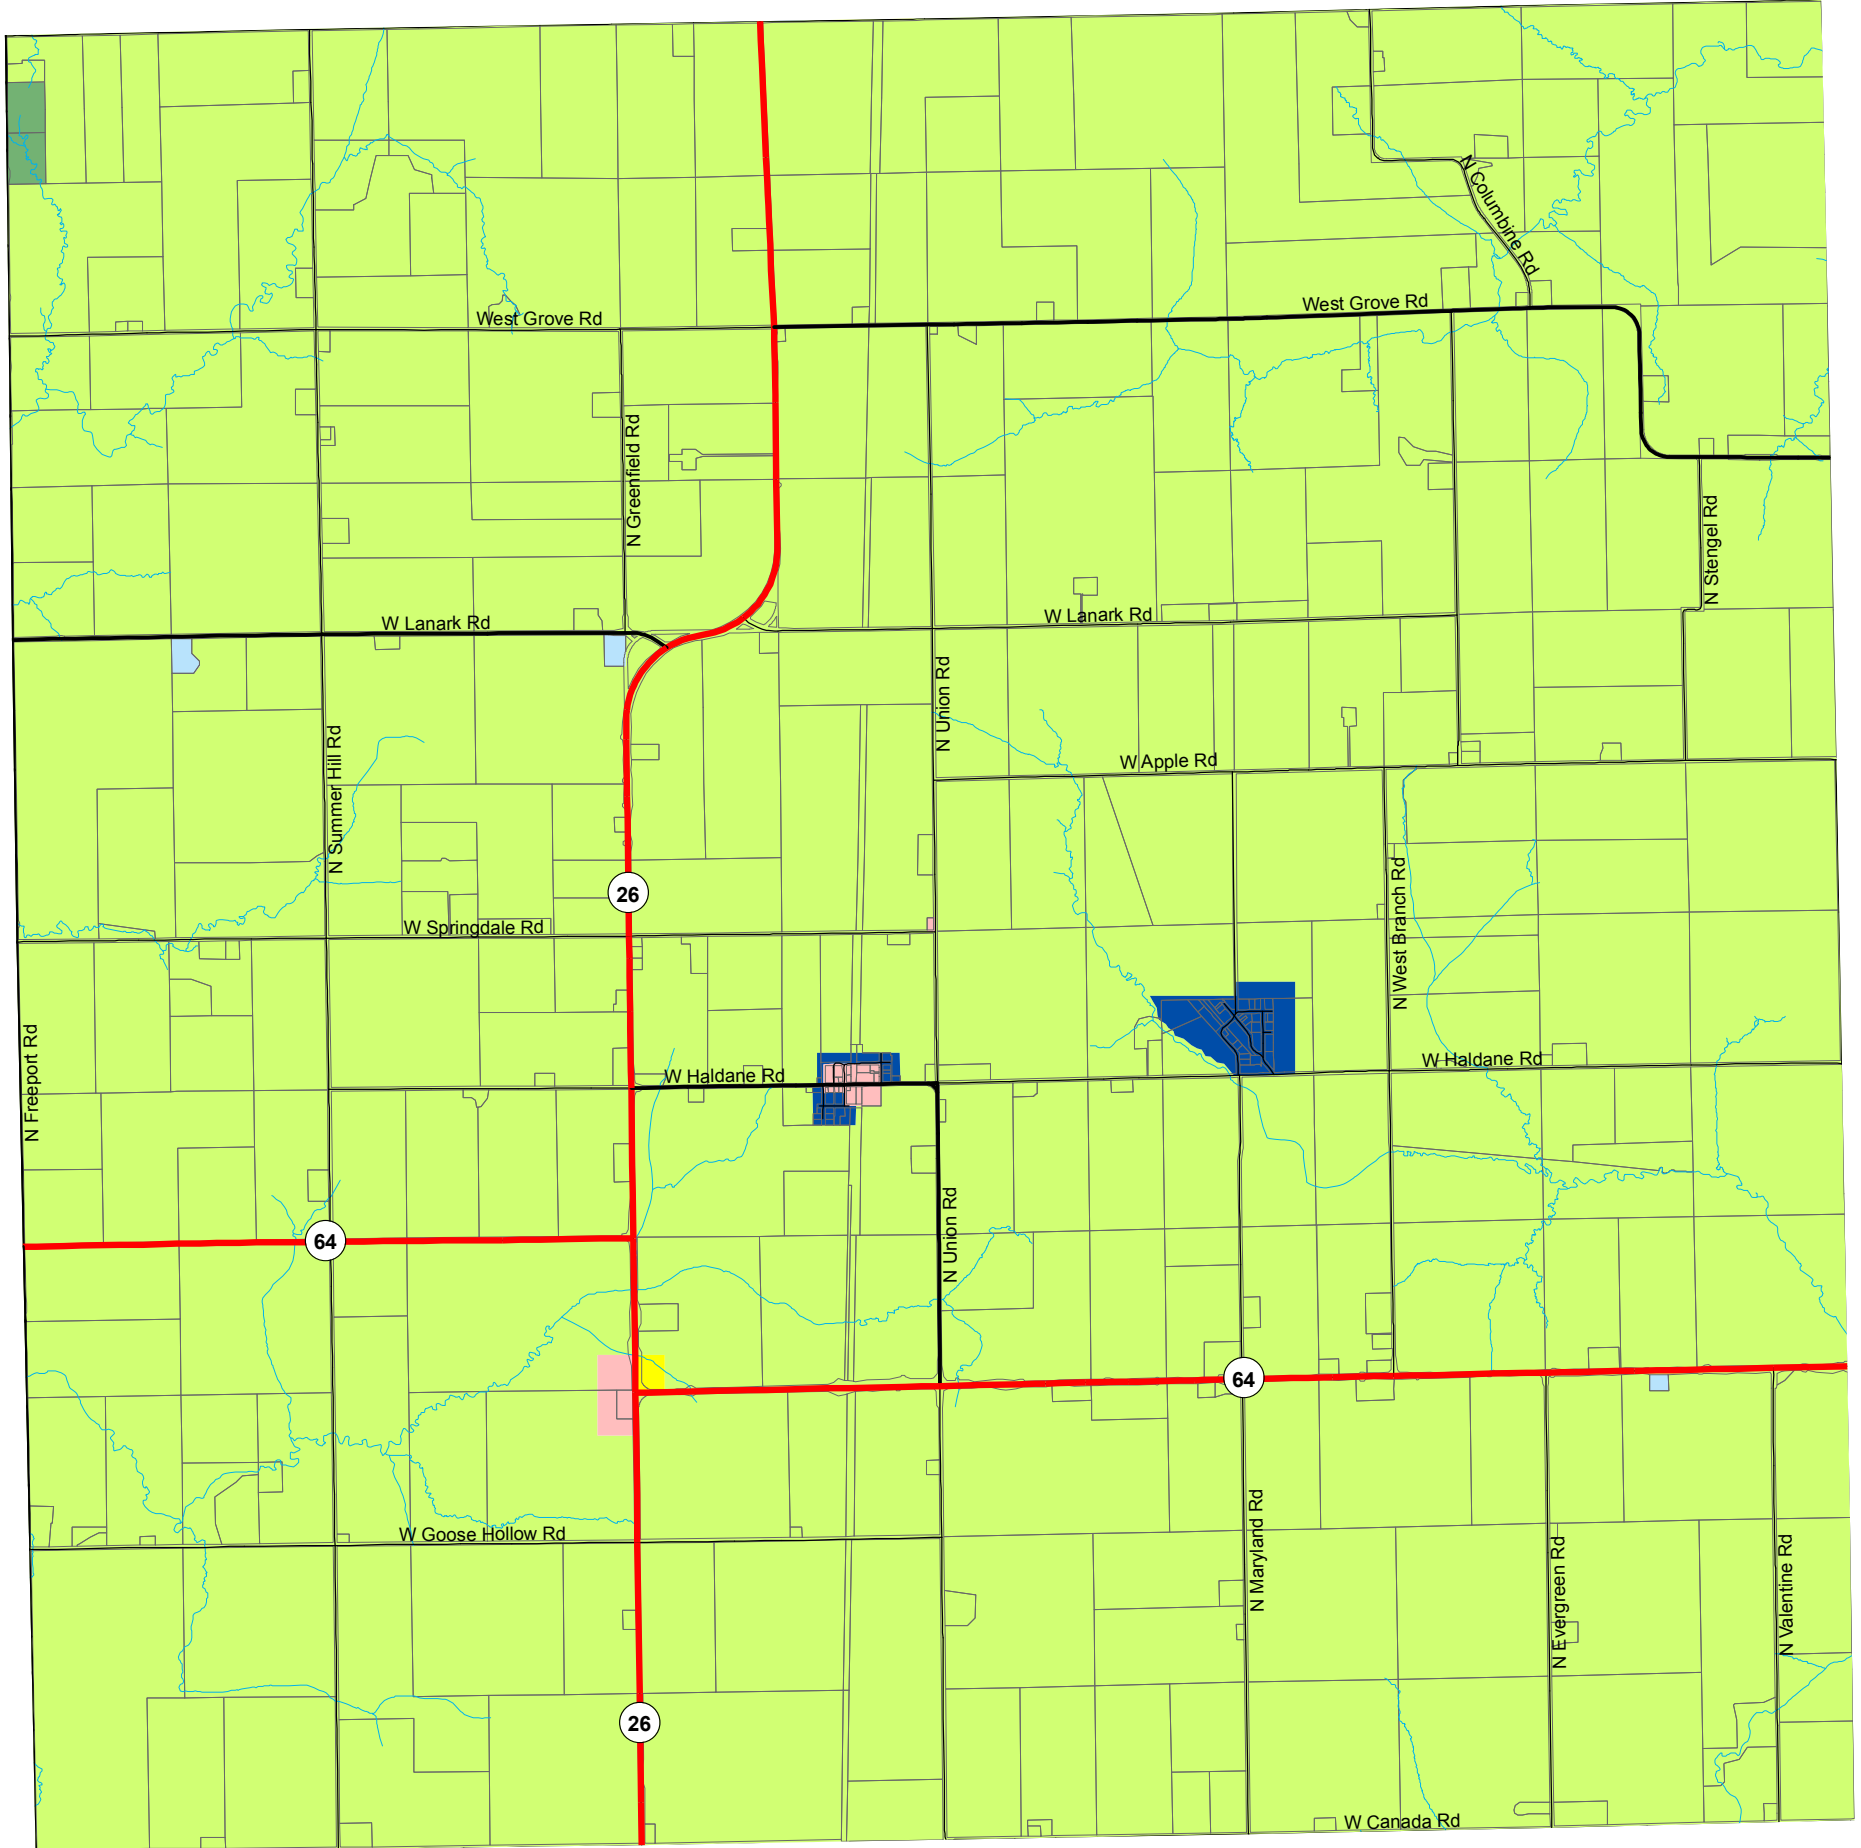 N Columbine Rd
West Grove Rd
West Grove Rd
N Greenfield Rd
N Stengel Rd
W Lanark Rd
W Lanark Rd
N Union Rd
N Summer Hill Rd
W Apple Rd
26
N West Branch Rd
W Springdale Rd
N Freeport Rd
W Haldane Rd
W Haldane Rd
64
N Union Rd
64
W Goose Hollow Rd
N Maryland Rd
N Evergreen Rd
N Valentine Rd
26
W Canada Rd